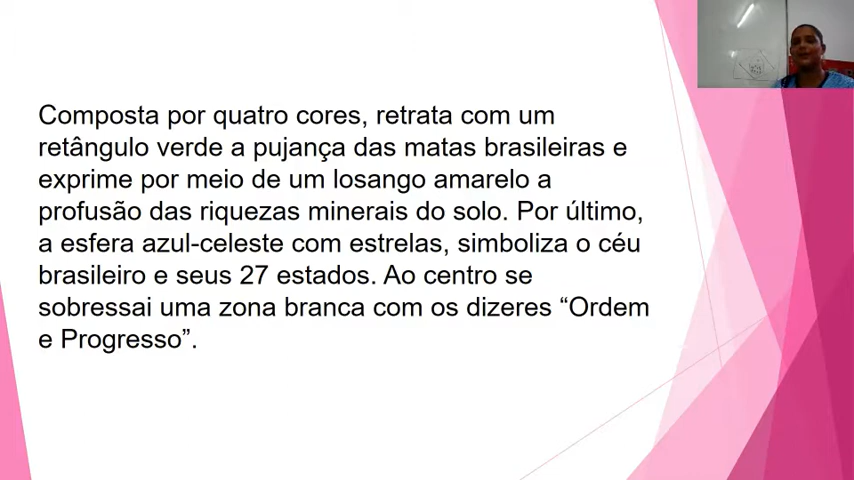 Composta por quatro cores, retrata com um
retângulo verde a pujança das matas brasileiras e
exprime por meio de um losango amarelo a
profusão das riquezas minerais do solo. Por último,
a esfera azul-celeste com estrelas, simboliza o céu
brasileiro e seus 27 estados. Ao centro se
sobressai uma zona branca com os dizeres “Ordem
e Progresso”.